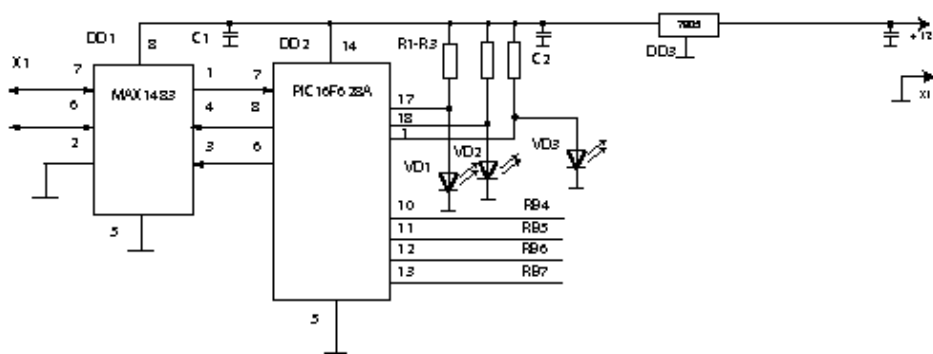 7805
+12
DD1
8
C1
DD2
14
R1-R3
C2
DD3
X1
7
1
7
MAX1483
PIC16F628A
X1
6
4
8
17
18
1
2
3
6
VD1
VD2
VD3
10
RB4
11
RB5
5
12
RB6
13
RB7
5